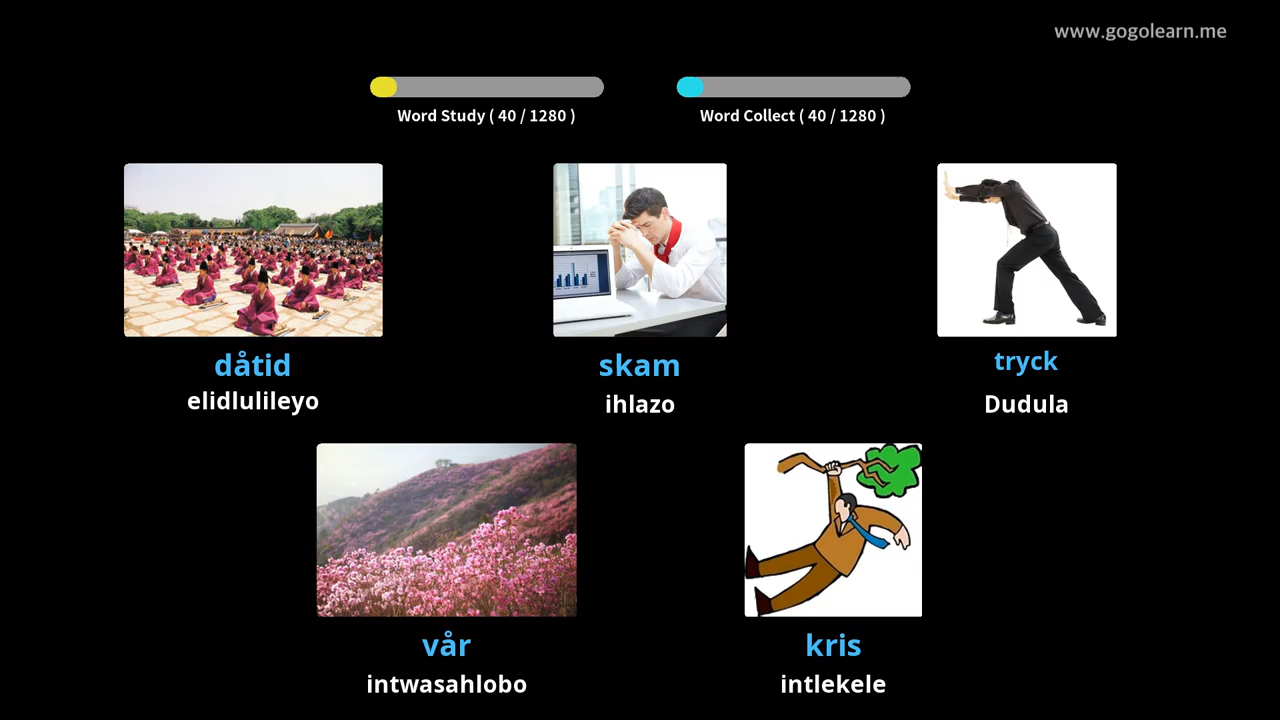 www.gogolearn.me
Word Study ( 40 / 1280 )
Word Collect ( 40 / 1280 )
dåtid
elidlulileyo
skam
ihlazo
tryck
Dudula
vår
intwasahlobo
kris
intlekele